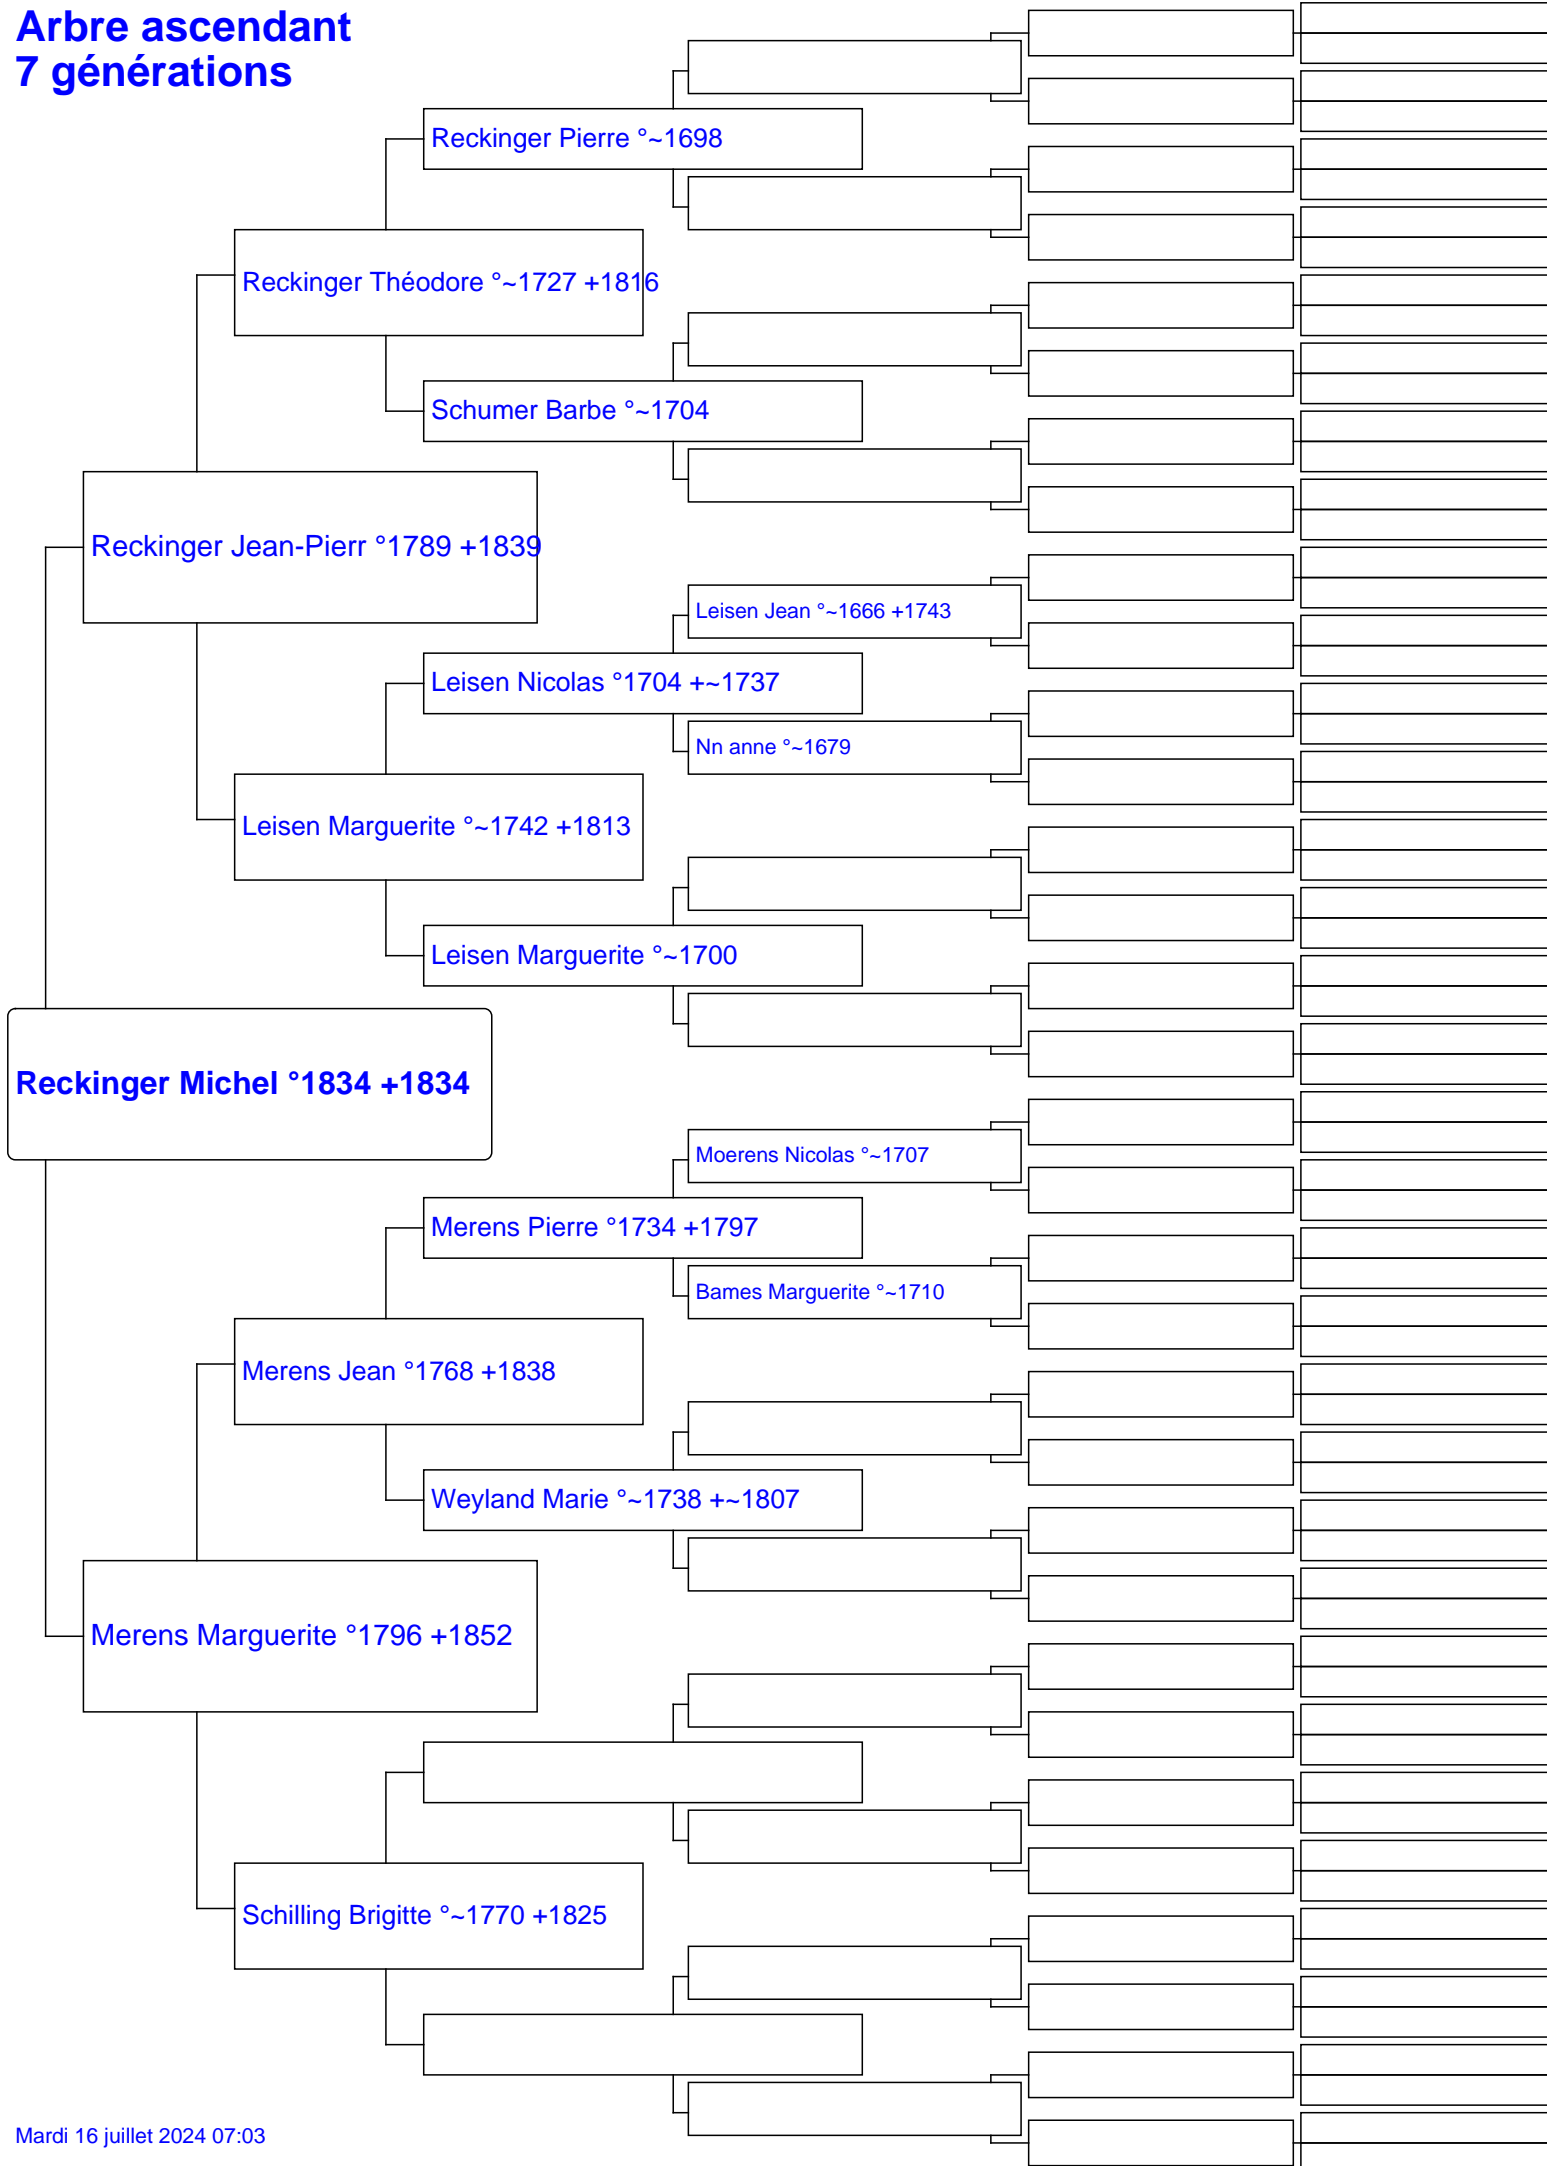 Arbre ascendant
7 générations
Reckinger Pierre °~1698
Reckinger Théodore °~1727 +1816
Schumer Barbe °~1704
Reckinger Jean-Pierr °1789 +1839
Leisen Jean °~1666 +1743
Leisen Nicolas °1704 +~1737
Nn anne °~1679
Leisen Marguerite °~1742 +1813
Leisen Marguerite °~1700
Reckinger Michel °1834 +1834
Moerens Nicolas °~1707
Merens Pierre °1734 +1797
Bames Marguerite °~1710
Merens Jean °1768 +1838
Weyland Marie °~1738 +~1807
Merens Marguerite °1796 +1852
Schilling Brigitte °~1770 +1825
Mardi 16 juillet 2024 07:03